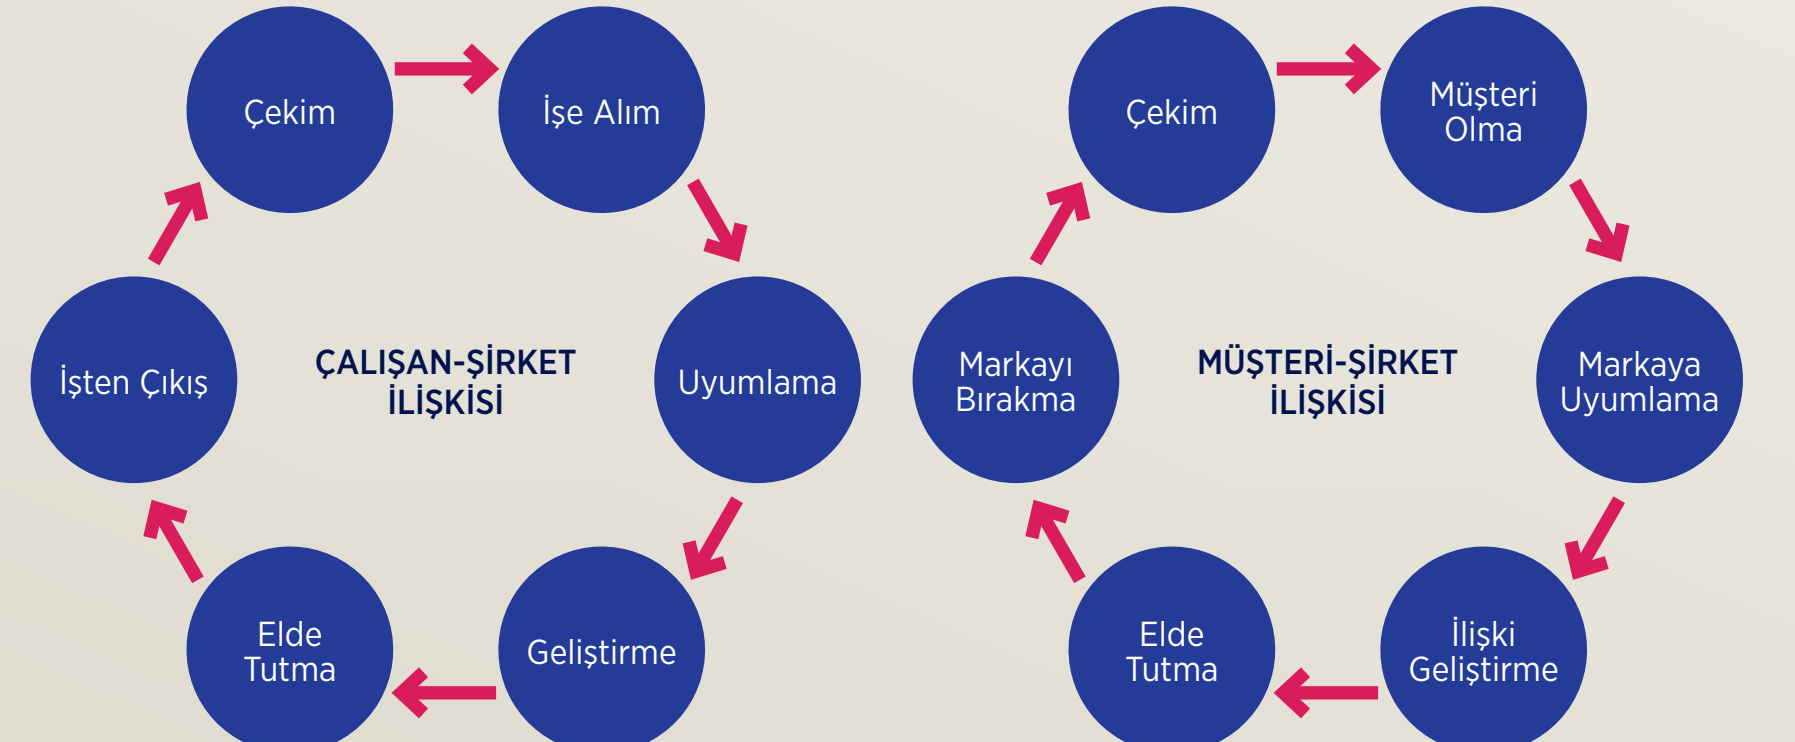 Çekim
İşe Alım
Uyumlama
Geliştirme
Elde
Tutma
İşten Çıkış
ÇALIŞAN-ŞİRKET
İLİŞKİSİ
Çekim
Müşteri
Olma
Markaya
Uyumlama
İlişki
Geliştirme
Elde
Tutma
Markayı
Bırakma
MÜŞTERİ-ŞİRKET
İLİŞKİSİ